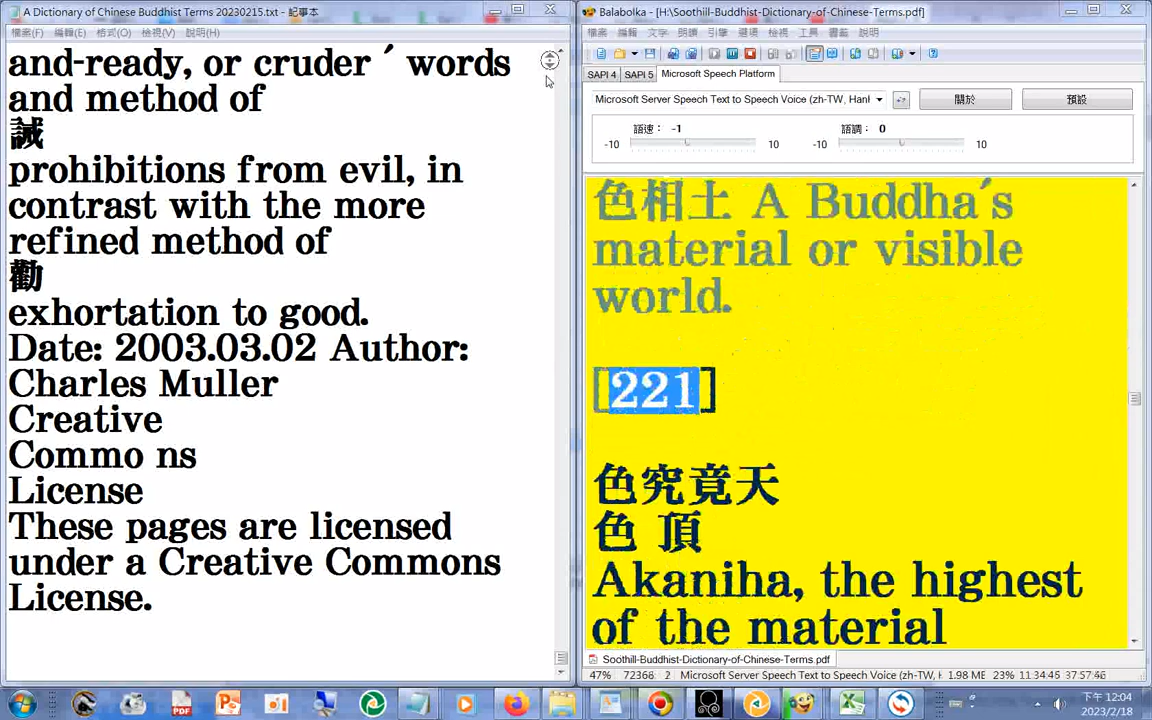 A Dictionary of Chinese Buddhist Terms 20230215.txt - 記事本
檔案(F) 編輯(E) 格式(O) 檢視(V) 說明(H)
and-ready, or cruder ´ words
and method of
誡
prohibitions from evil, in
contrast with the more
refined method of
勸
exhortation to good.
Date: 2003.03.02 Author:
Charles Muller
Creative
Commo ns
License
These pages are licensed
under a Creative Commons
License.
Balabolka - [H:\Soothill-Buddhist-Dictionary-of-Chinese-Terms.pdf]
檔案 編輯 文字 朗讀 引擎 選項 檢視 工具 書籤 說明
SAPI 4 SAPI 5 Microsoft Speech Platform
Microsoft Server Speech Text to Speech Voice (zh-TW, Hanl
關於
預設
語速: -1 語調: 0
-10 10 -10 10
色相土 A Buddha′s
material or visible
world.
[221]
色究竟天
色 頂
Akaniha, the highest
of the material
Soothill-Buddhist-Dictionary-of-Chinese-Terms.pdf
47% 72366 2 Microsoft Server Speech Text to Speech Voice (zh-TW, H 1.98 MB 23% 11:34:45 37:57:46
下午 12:04
2023/2/18